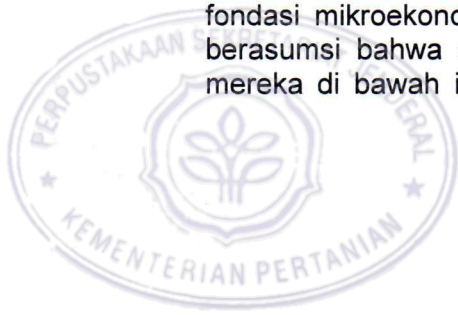 fondasi mikroekono
berasumsi bahwa
mereka di bawah i
PERPUSTAKAAN SEKRETARIAT JENDERAL
KEMENTERIAN PERTANIAN